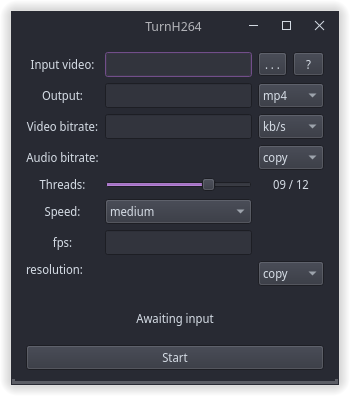 TurnH264
Input video: ... ?
Output: mp4
Video bitrate: kb/s
Audio bitrate: copy
Threads: 09 / 12
Speed: medium
fps:
resolution: copy
Awaiting input
Start